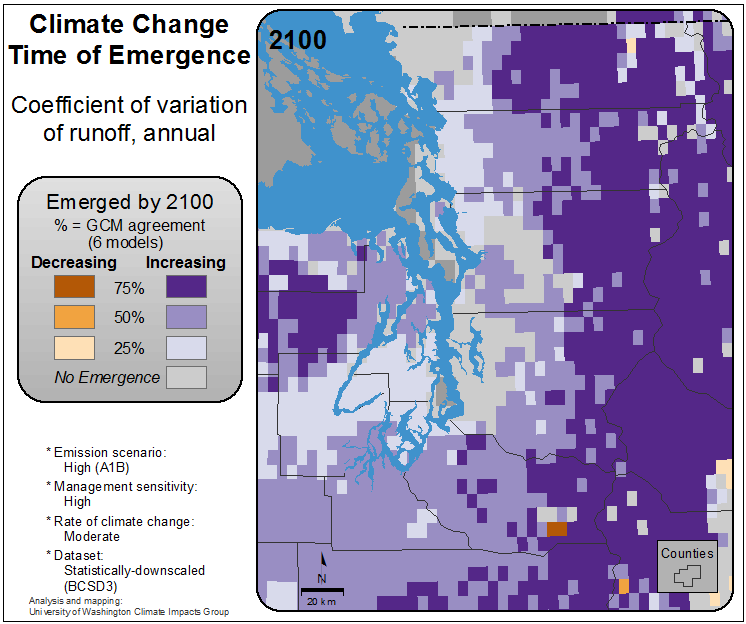 Climate Change
Time of Emergence
Coefficient of variation
of runoff, annual
Emerged by 2100
% = GCM agreement
(6 models)
Decreasing Increasing
75%
50%
25%
No Emergence
* Emission scenario:
High (A1B)
* Management sensitivity:
High
* Rate of climate change:
Moderate
* Dataset:
Statistically-downscaled
(BCSD3)
Analysis and mapping:
University of Washington Climate Impacts Group
2100
N
20 km
Counties